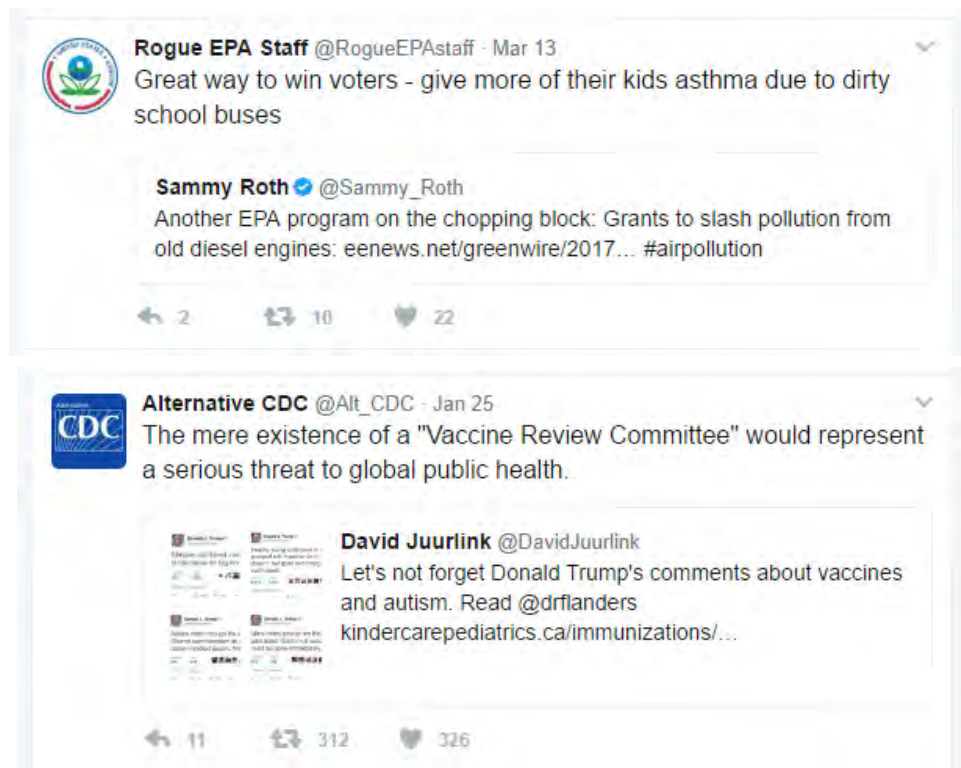 Rogue EPA Staff @RogueEPAstaff · Mar 13
Great way to win voters - give more of their kids asthma due to dirty
school buses
Sammy Roth @Sammy_Roth
Another EPA program on the chopping block: Grants to slash pollution from
old diesel engines: eenews.net/greenwire/2017... #airpollution
2 10 22
CDC
Alternative CDC @Alt_CDC · Jan 25
The mere existence of a "Vaccine Review Committee" would represent
a serious threat to global public health.
David Juurlink @DavidJuurlink
Let's not forget Donald Trump's comments about vaccines
and autism. Read @drflanders
kindercarepediatrics.ca/immunizations/...
11 312 326